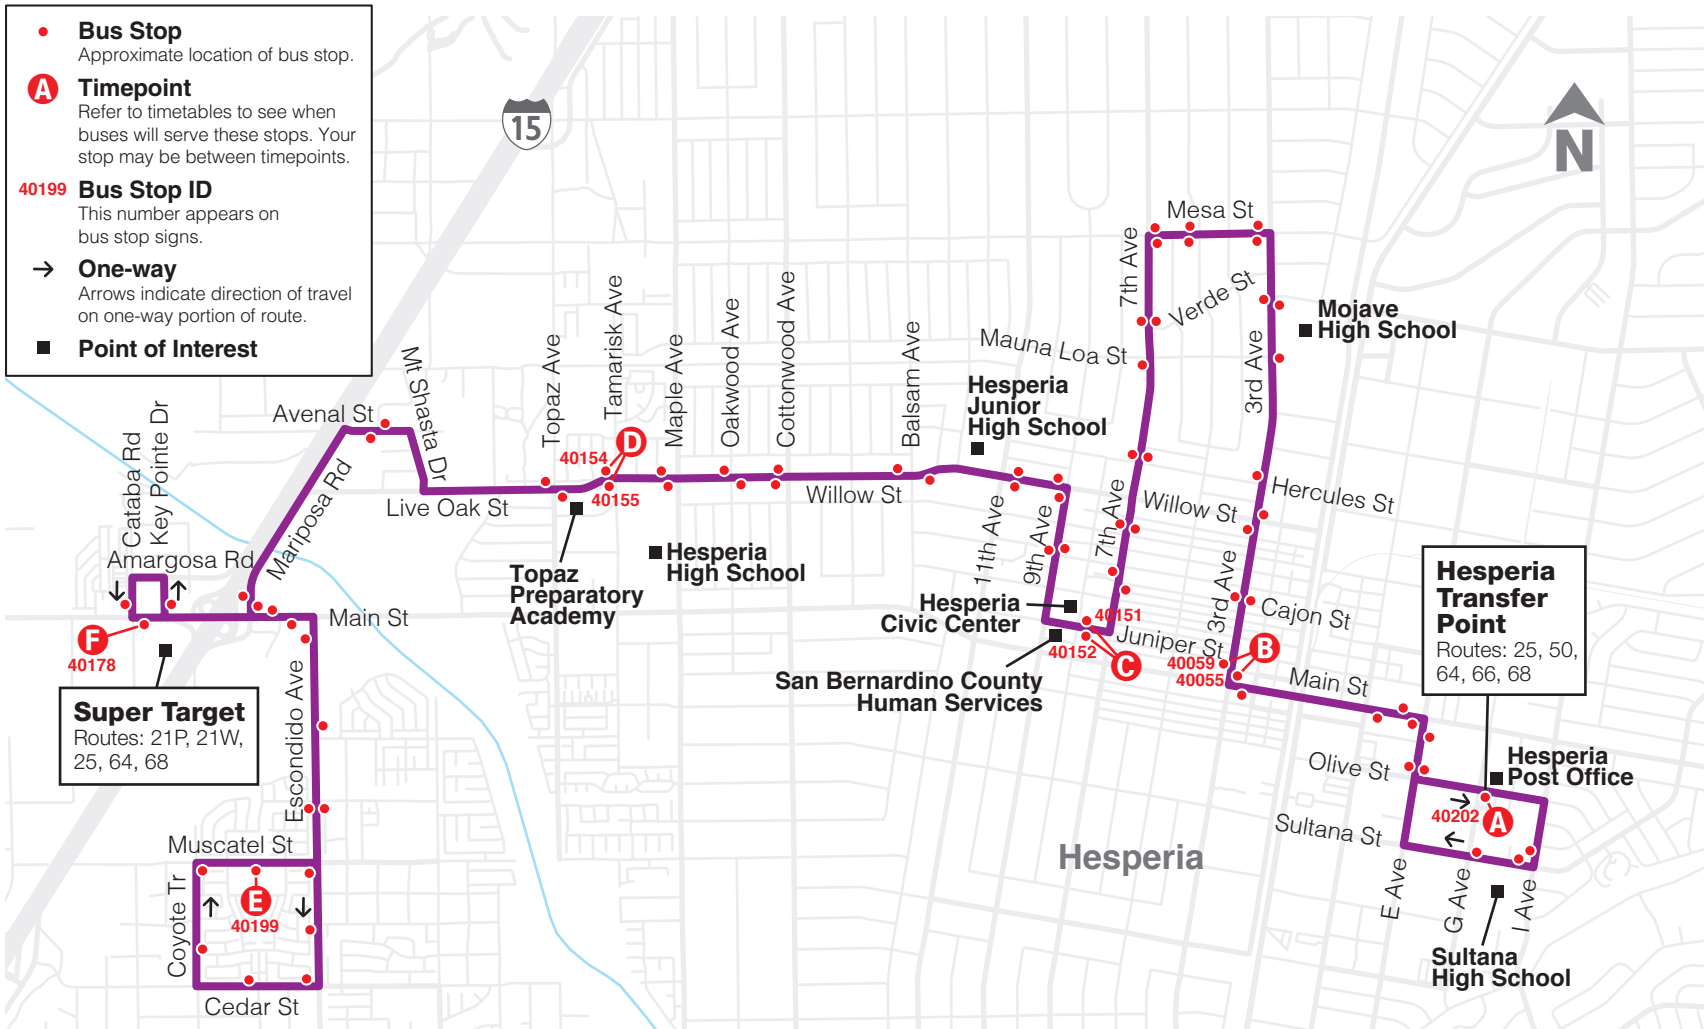 Bus Stop
Approximate location of bus stop.
A
Timepoint
Refer to timetables to see when
buses will serve these stops. Your
stop may be between timepoints.
40199
Bus Stop ID
This number appears on
bus stop signs.
One-way
Arrows indicate direction of travel
on one-way portion of route.
Point of Interest
15
N
Mesa St
7th Ave
Verde St
Mojave
High School
Mauna Loa St
3rd Ave
Hesperia
Junior
High School
Avenal St
Mt Shasta Dr
Topaz Ave
Tamarisk Ave
Maple Ave
Oakwood Ave
Cottonwood Ave
Balsam Ave
Cataba Rd
Key Pointe Dr
Mariposa Rd
D
40154
40155
Live Oak St
Willow St
11th Ave
9th Ave
7th Ave
Willow St
Hercules St
Amargosa Rd
Topaz
Preparatory
Academy
Hesperia
High School
Hesperia
Civic Center
40151
40152
C
Juniper St
3rd Ave
Cajon St
B
40059
40055
Main St
Hesperia
Transfer
Point
Routes: 25, 50,
64, 66, 68
Main St
F
40178
San Bernardino County
Human Services
Super Target
Routes: 21P, 21W,
25, 64, 68
Escondido Ave
Olive St
Hesperia
Post Office
40202
A
Sultana St
Hesperia
Muscatel St
Coyote Tr
E
40199
Cedar St
E Ave
G Ave
I Ave
Sultana
High School